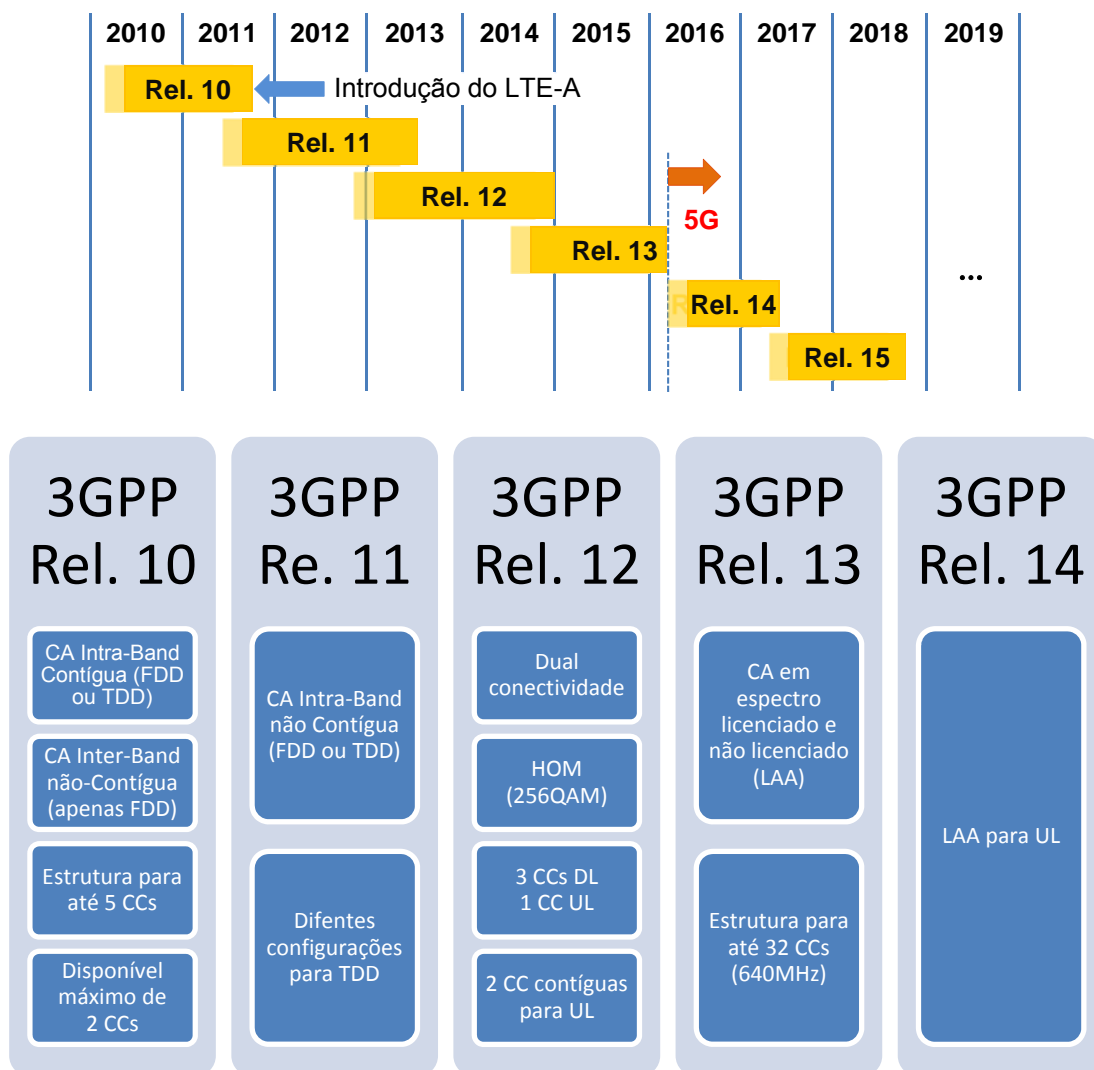 2010 2011 2012 2013 2014 2015 2016 2017 2018 2019
Rel. 10
Introdução do LTE-A
Rel. 11
Rel. 12
5G
Rel. 13
...
RRel. 14
Rel. 15
3GPP
Rel. 10
CA Intra-Band
Contígua (FDD
ou TDD)
CA Inter-Band
não-Contígua
(apenas FDD)
Estrutura para
até 5 CCs
Disponível
máximo de
2 CCs
3GPP
Re. 11
CA Intra-Band
não Contígua
(FDD ou TDD)
Difentes
configurações
para TDD
3GPP
Rel. 12
Dual
conectividade
HOM
(256QAM)
3 CCs DL
1 CC UL
2 CC contíguas
para UL
3GPP
Rel. 13
CA em
espectro
licenciado e
não licenciado
(LAA)
Estrutura para
até 32 CCs
(640MHz)
3GPP
Rel. 14
LAA para UL